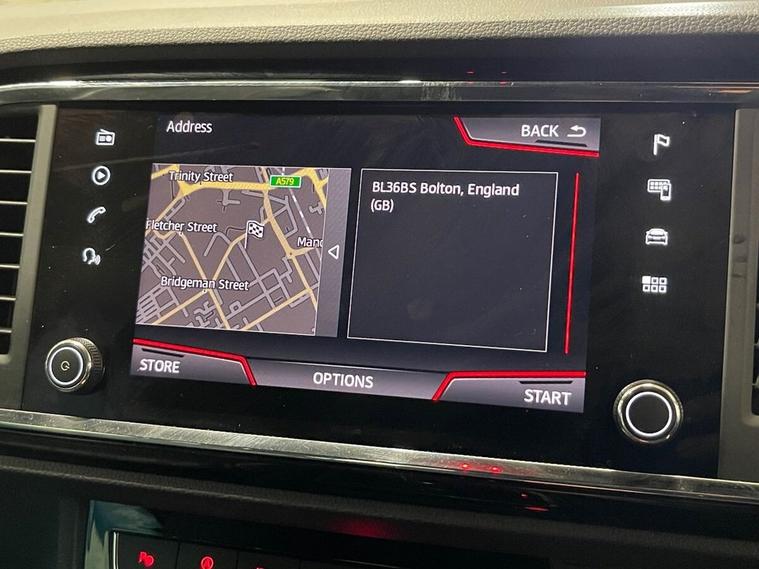 Address
BACK
Trinity Street
A579
BL36BS Bolton, England
(GB)
Fletcher Street
Manc
Bridgeman Street
STORE
OPTIONS
START